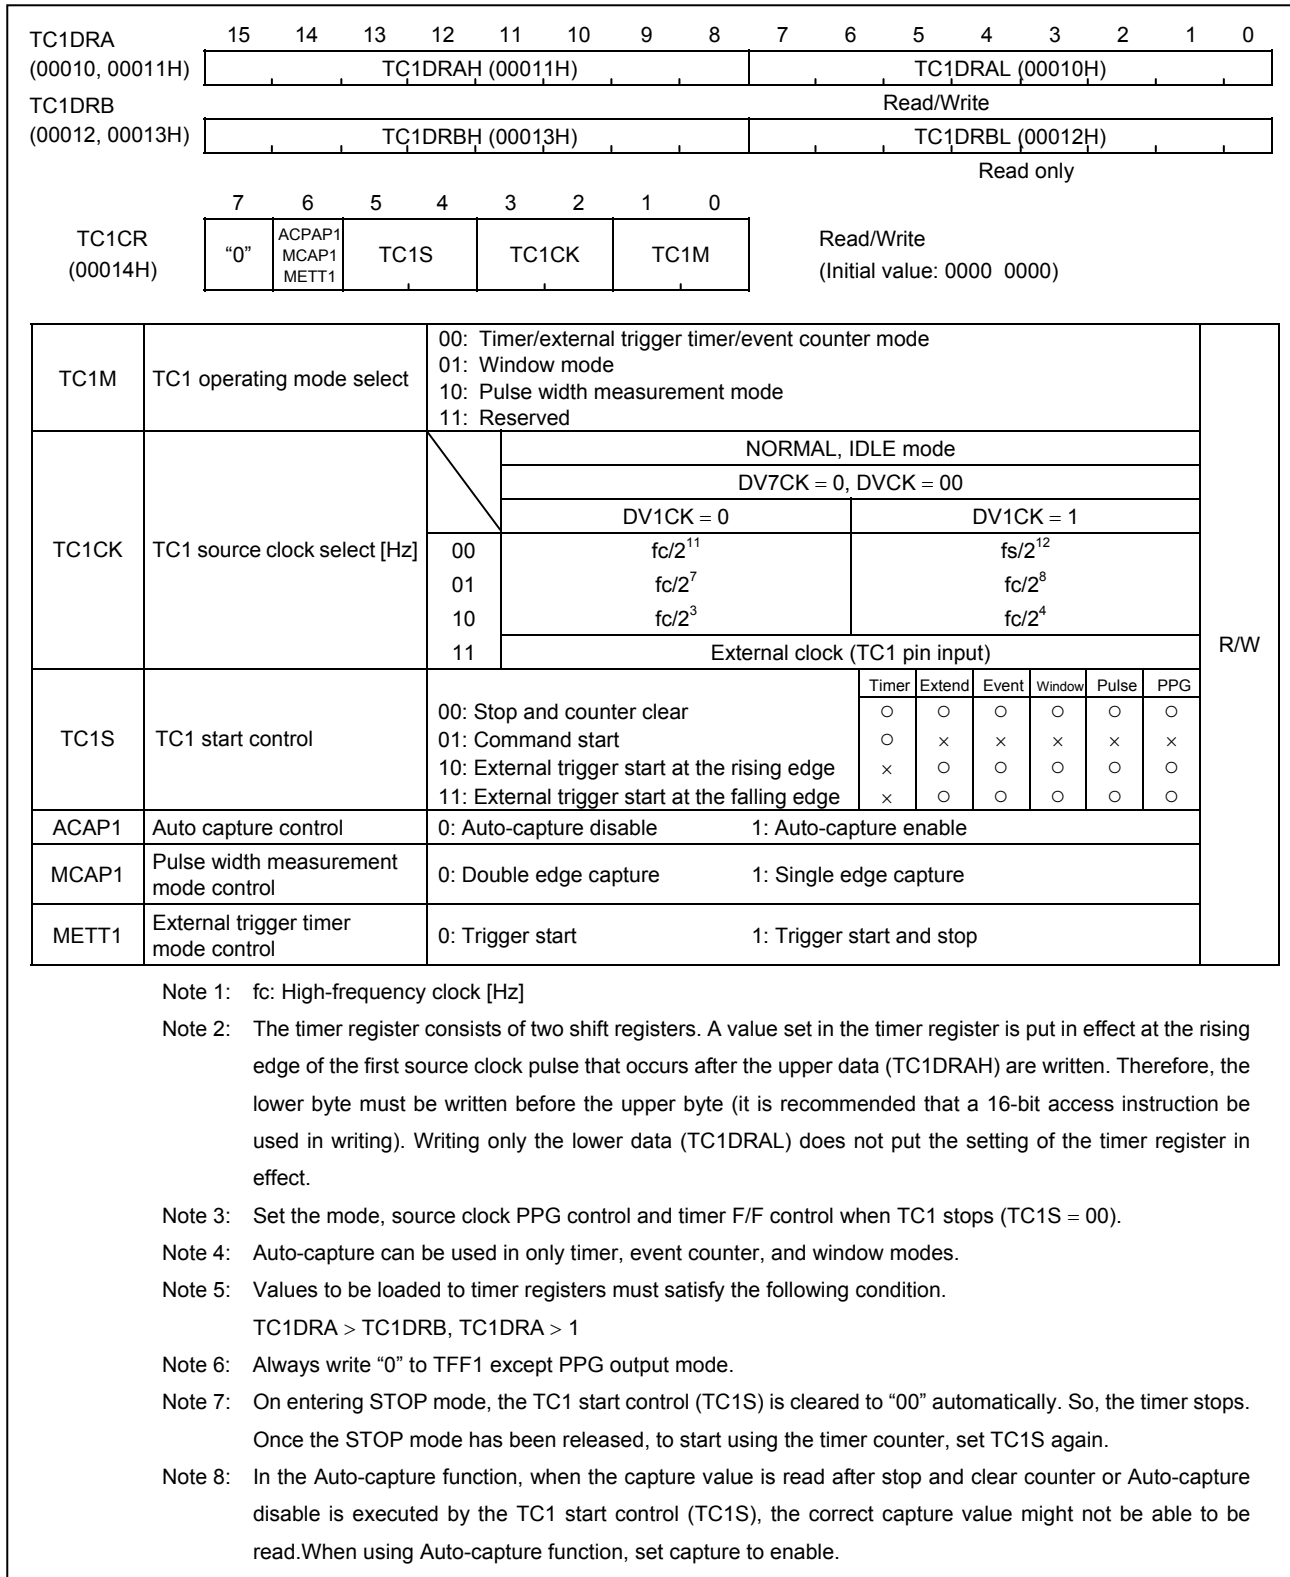 TC1DRA 15 14 13 12 11 10 9 8 7 6 5 4 3 2 1 0
(00010, 00011H) TC1DRAH (00011H) TC1DRAL (00010H)
TC1DRB Read/Write
(00012, 00013H) TC1DRBH (00013H) TC1DRBL (00012H)
Read only
7 6 5 4 3 2 1 0
TC1CR
(00014H)
“0” ACPAP1 MCAP1 METT1 TC1S TC1CK TC1M
Read/Write
(Initial value: 0000 0000)
TC1M TC1 operating mode select
00: Timer/external trigger timer/event counter mode
01: Window mode
10: Pulse width measurement mode
11: Reserved
R/W
TC1CK TC1 source clock select [Hz]
NORMAL, IDLE mode
DV7CK = 0, DVCK = 00
DV1CK = 0 DV1CK = 1
00 fc/2^11 fs/2^12
01 fc/2^7 fc/2^8
10 fc/2^3 fc/2^4
11 External clock (TC1 pin input)
TC1S TC1 start control
Timer Extend Event Window Pulse PPG
00: Stop and counter clear ○ ○ ○ ○ ○ ○
01: Command start ○ × × × × ×
10: External trigger start at the rising edge × ○ ○ ○ ○ ○
11: External trigger start at the falling edge × ○ ○ ○ ○ ○
ACAP1 Auto capture control 0: Auto-capture disable 1: Auto-capture enable
MCAP1 Pulse width measurement mode control 0: Double edge capture 1: Single edge capture
METT1 External trigger timer mode control 0: Trigger start 1: Trigger start and stop
Note 1: fc: High-frequency clock [Hz]
Note 2: The timer register consists of two shift registers. A value set in the timer register is put in effect at the rising
edge of the first source clock pulse that occurs after the upper data (TC1DRAH) are written. Therefore, the
lower byte must be written before the upper byte (it is recommended that a 16-bit access instruction be
used in writing). Writing only the lower data (TC1DRAL) does not put the setting of the timer register in
effect.
Note 3: Set the mode, source clock PPG control and timer F/F control when TC1 stops (TC1S = 00).
Note 4: Auto-capture can be used in only timer, event counter, and window modes.
Note 5: Values to be loaded to timer registers must satisfy the following condition.
TC1DRA > TC1DRB, TC1DRA > 1
Note 6: Always write “0” to TFF1 except PPG output mode.
Note 7: On entering STOP mode, the TC1 start control (TC1S) is cleared to “00” automatically. So, the timer stops.
Once the STOP mode has been released, to start using the timer counter, set TC1S again.
Note 8: In the Auto-capture function, when the capture value is read after stop and clear counter or Auto-capture
disable is executed by the TC1 start control (TC1S), the correct capture value might not be able to be
read.When using Auto-capture function, set capture to enable.